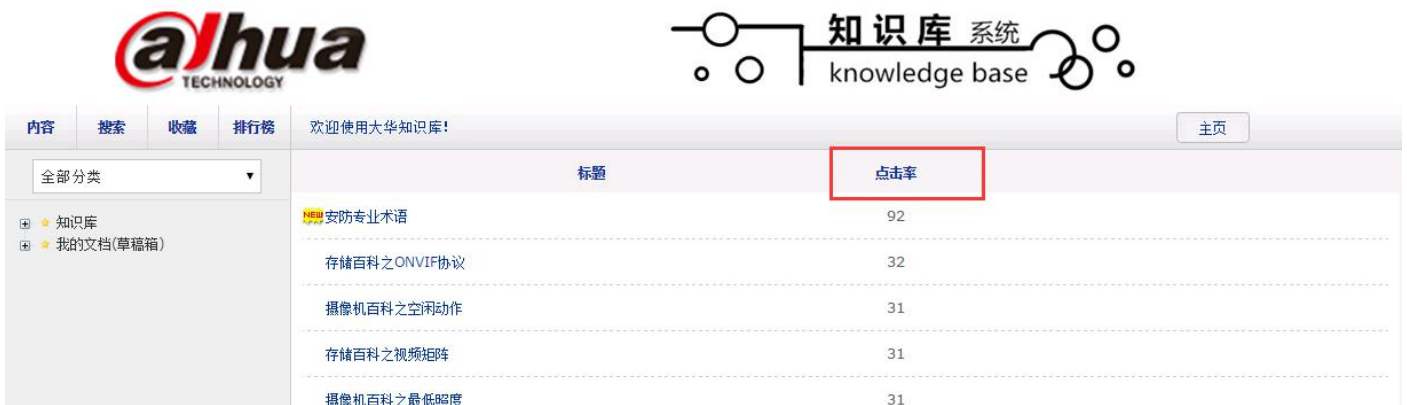 alhua
TECHNOLOGY
知识库 系统
knowledge base
内容 搜索 收藏 排行榜 欢迎使用大华知识库! 主页
全部分类
标题 点击率
知识库
我的文档(草稿箱)
NEW 安防专业术语 92
存储百科之ONVIF协议 32
摄像机百科之空闲动作 31
存储百科之视频矩阵 31
摄像机百科之最低照度 31